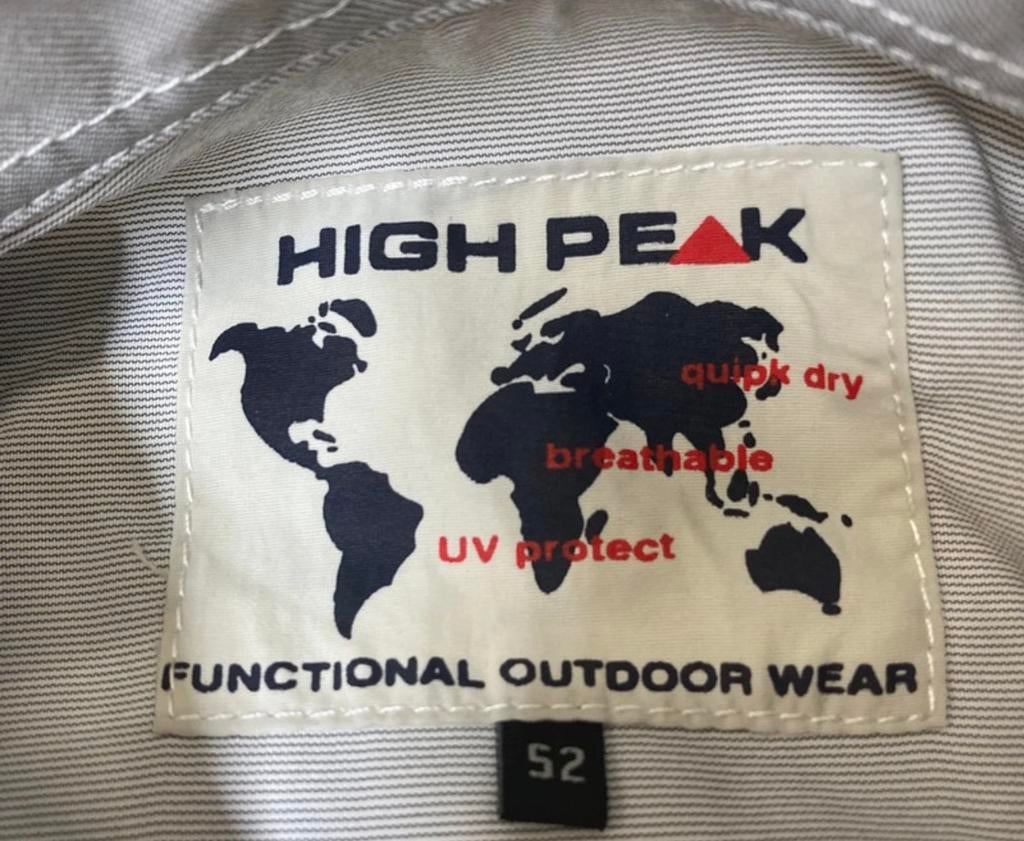 HIGH PEAK
quipk dry
breathable
UV protect
FUNCTIONAL OUTDOOR WEAR
52